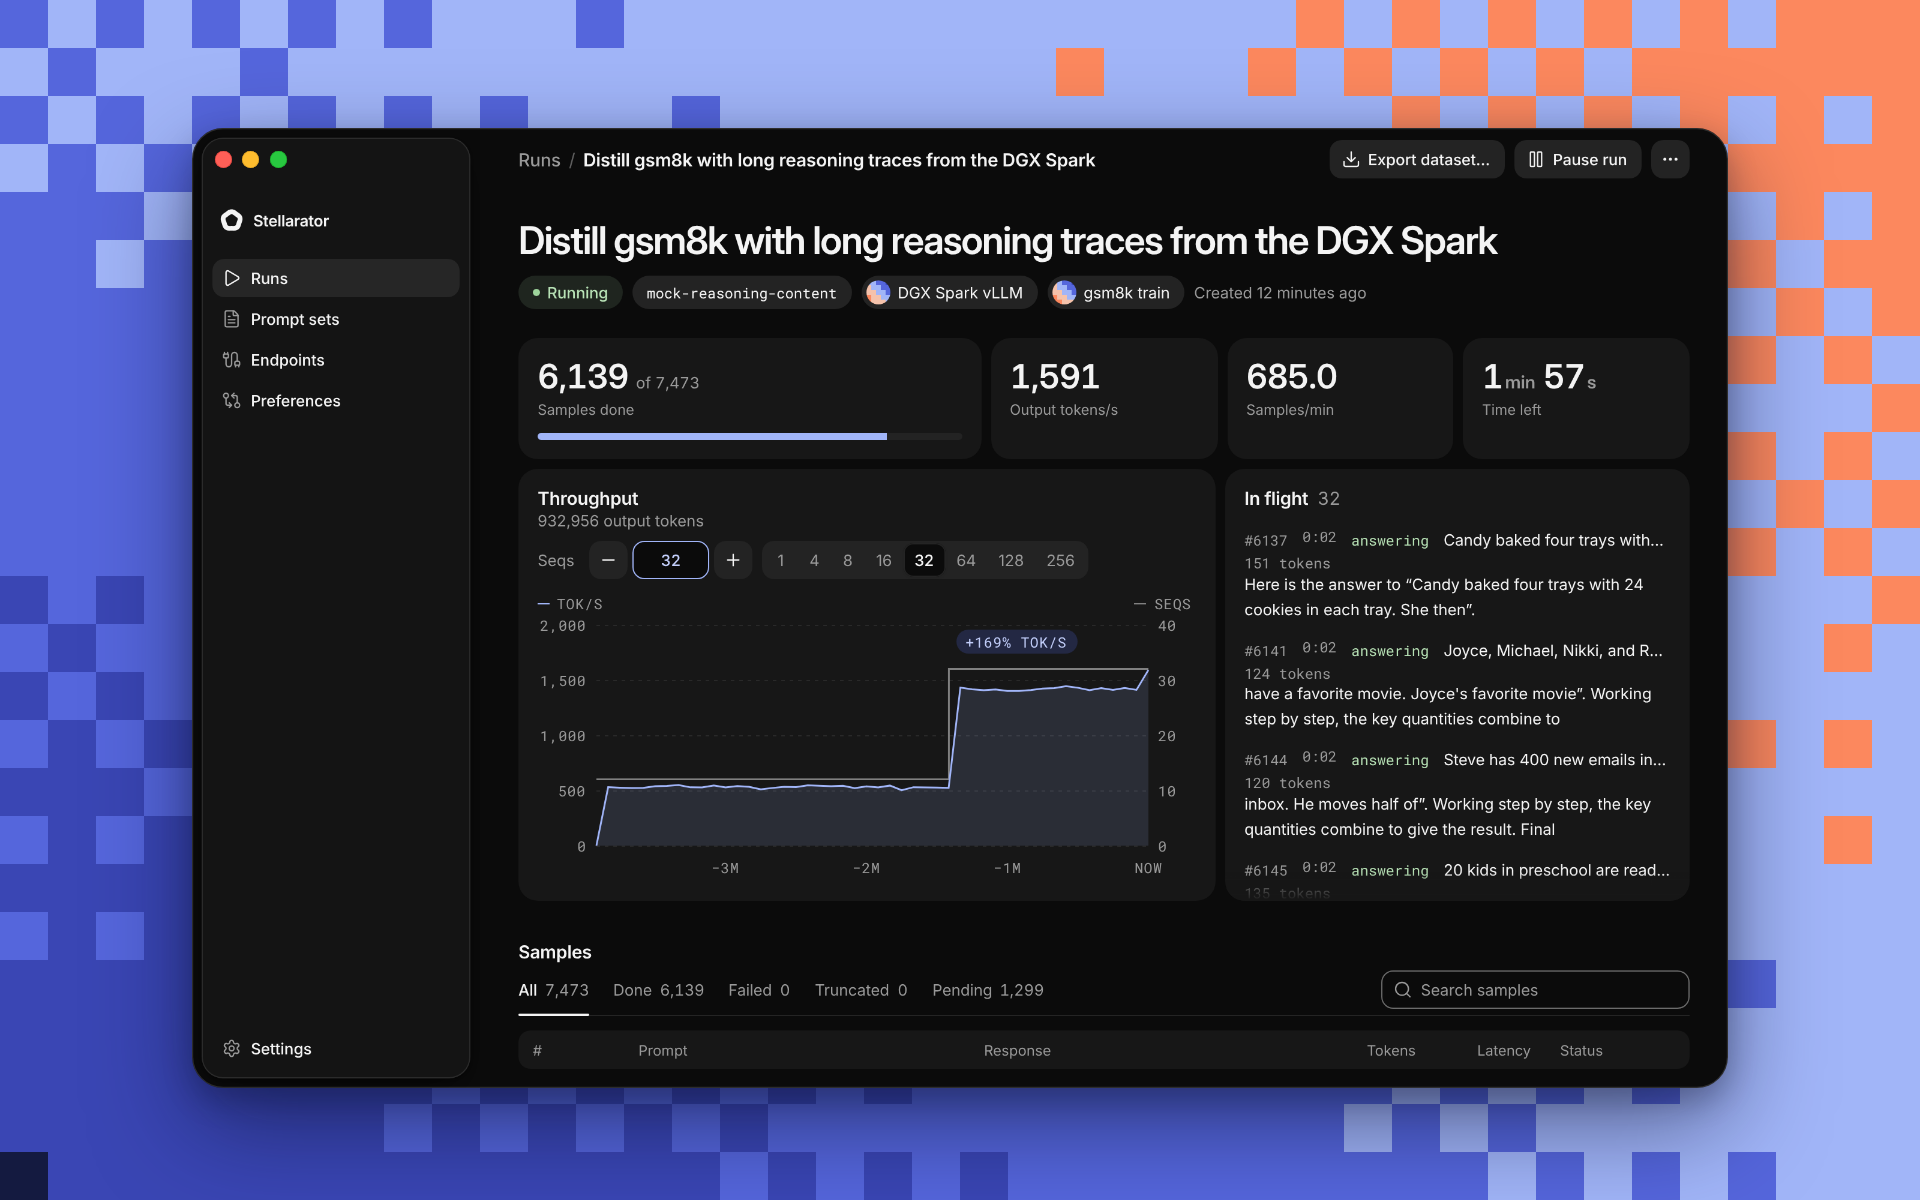 Runs / Distill gsm8k with long reasoning traces from the DGX Spark
Export dataset...
Pause run
Stellarator
Runs
Prompt sets
Endpoints
Preferences
Settings
Distill gsm8k with long reasoning traces from the DGX Spark
Running
mock-reasoning-content
DGX Spark vLLM
gsm8k train
Created 12 minutes ago
6,139 of 7,473
Samples done
1,591
Output tokens/s
685.0
Samples/min
1 min 57 s
Time left
Throughput
932,956 output tokens
Seqs − 32 + 1 4 8 16 32 64 128 256
TOK/S
SEQS
2,000
1,500
1,000
500
0
+169% TOK/S
40
30
20
10
0
-3M -2M -1M NOW
In flight 32
#6137 0:02 answering Candy baked four trays with...
151 tokens
Here is the answer to “Candy baked four trays with 24
cookies in each tray. She then”.
#6141 0:02 answering Joyce, Michael, Nikki, and R...
124 tokens
have a favorite movie. Joyce's favorite movie”. Working
step by step, the key quantities combine to
#6144 0:02 answering Steve has 400 new emails in...
120 tokens
inbox. He moves half of”. Working step by step, the key
quantities combine to give the result. Final
#6145 0:02 answering 20 kids in preschool are read...
135 tokens
Samples
All 7,473 Done 6,139 Failed 0 Truncated 0 Pending 1,299
Search samples
# Prompt Response Tokens Latency Status